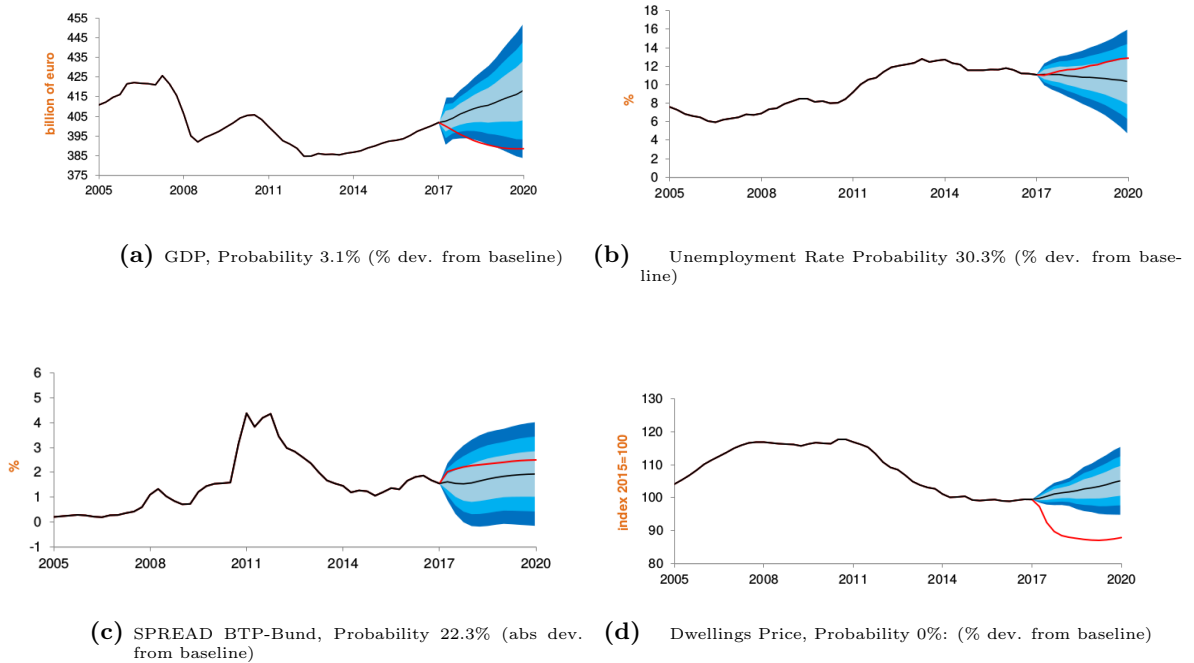 455
445
435
425
415
405
395
385
375
billion of euro
2005 2008 2011 2014 2017 2020
(a) GDP, Probability 3.1% (% dev. from baseline)
18
16
14
12
10
8
6
4
2
0
%
2005 2008 2011 2014 2017 2020
(b) Unemployment Rate Probability 30.3% (% dev. from base-
line)
6
5
4
3
2
1
0
-1
%
2005 2008 2011 2014 2017 2020
(c) SPREAD BTP-Bund, Probability 22.3% (abs dev.
from baseline)
130
120
110
100
90
80
index 2015=100
2005 2008 2011 2014 2017 2020
(d) Dwellings Price, Probability 0%: (% dev. from baseline)